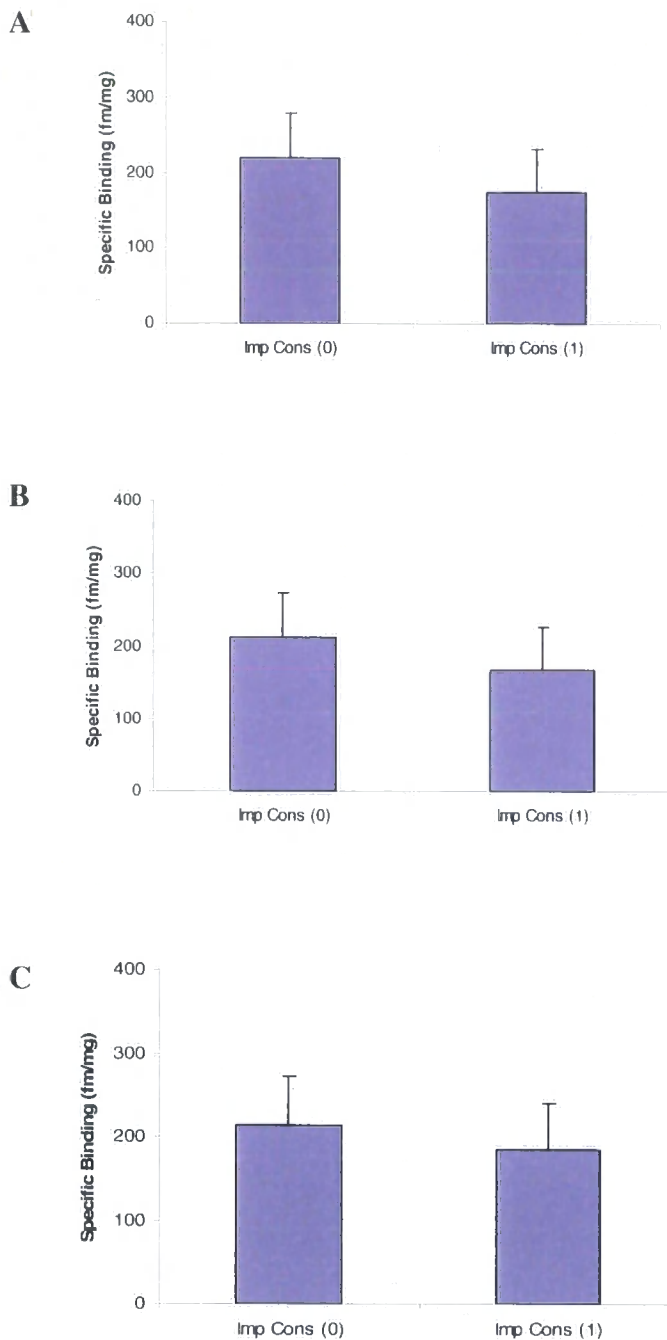 A
Specific Binding (fm/mg)
400
300
200
100
0
Imp Cons (0) Imp Cons (1)
B
Specific Binding (fm/mg)
400
300
200
100
0
Imp Cons (0) Imp Cons (1)
C
Specific Binding (fm/mg)
400
300
200
100
0
Imp Cons (0) Imp Cons (1)